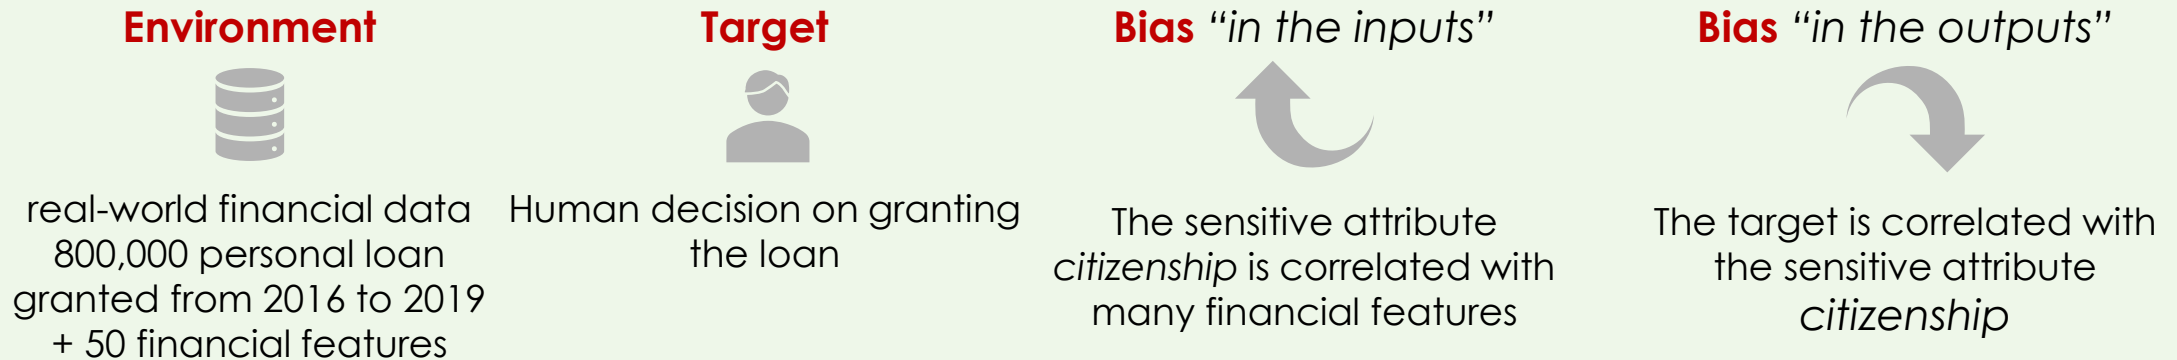 Environment
real-world financial data
800,000 personal loan
granted from 2016 to 2019
+ 50 financial features
Target
Human decision on granting
the loan
Bias “in the inputs”
The sensitive attribute
citizenship is correlated with
many financial features
Bias “in the outputs”
The target is correlated with
the sensitive attribute
citizenship